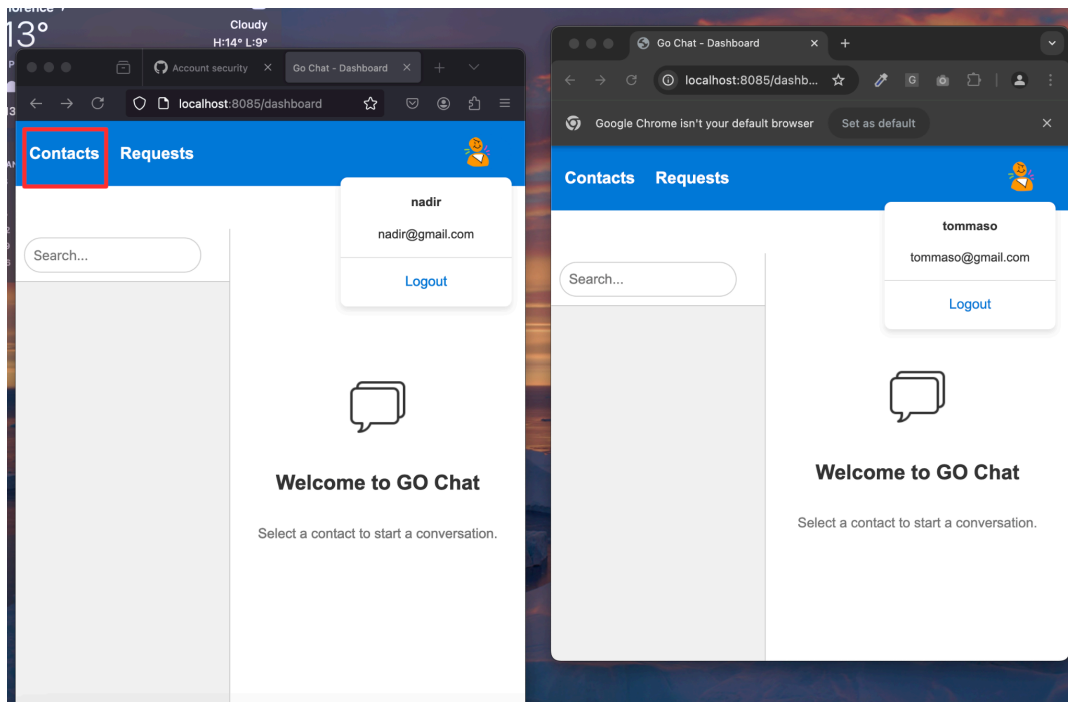 13°
Cloudy
H:14° L:9°
Account security
Go Chat - Dashboard
localhost:8085/dashboard
Contacts
Requests
nadir
nadir@gmail.com
Logout
Search...
Welcome to GO Chat
Select a contact to start a conversation.
Go Chat - Dashboard
localhost:8085/dashb...
G
Google Chrome isn't your default browser
Set as default
Contacts
Requests
tommaso
tommaso@gmail.com
Logout
Search...
Welcome to GO Chat
Select a contact to start a conversation.